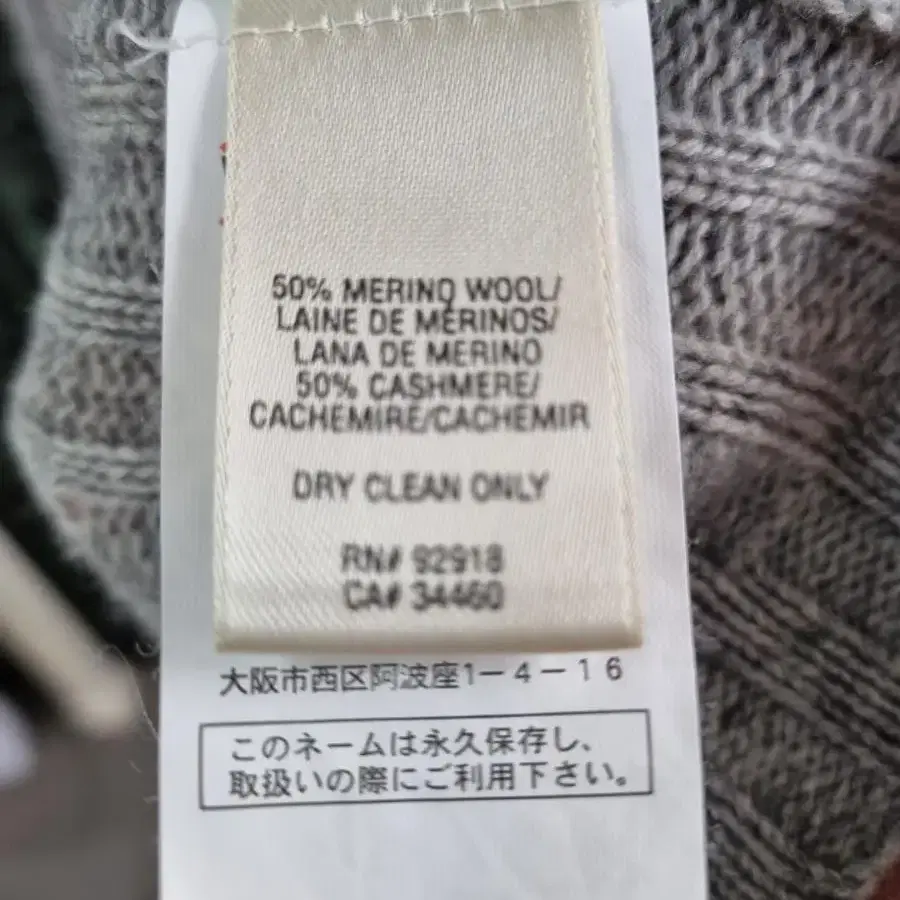 50% MERINO WOOL/
LAINE DE MERINOS/
LANA DE MERINO
50% CASHMERE/
CACHEMIRE/CACHEMIR
DRY CLEAN ONLY
RN# 92918
CA# 34460
大阪市西区阿波座1－4－16
このネームは永久保存し、
取扱いの際にご利用下さい。